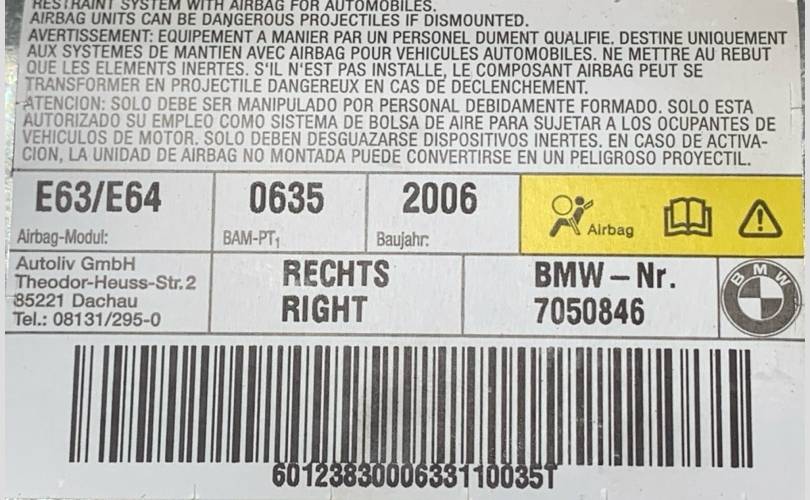 RESTRAINT SYSTEM WITH AIRBAG FOR AUTOMOBILES.
AIRBAG UNITS CAN BE DANGEROUS PROJECTILES IF DISMOUNTED.
AVERTISSEMENT: EQUIPEMENT A MANIER PAR UN PERSONEL DUMENT QUALIFIE. DESTINE UNIQUEMENT
AUX SYSTEMES DE MANTIEN AVEC AIRBAG POUR VEHICULES AUTOMOBILES. NE METTRE AU REBUT
QUE LES ELEMENTS INERTES. S'IL N'EST PAS INSTALLE, LE COMPOSANT AIRBAG PEUT SE
TRANSFORMER EN PROJECTILE DANGEREUX EN CAS DE DECLENCHEMENT.
ATENCION: SOLO DEBE SER MANIPULADO POR PERSONAL DEBIDAMENTE FORMADO. SOLO ESTA
AUTORIZADO SU EMPLEO COMO SISTEMA DE BOLSA DE AIRE PARA SUJETAR A LOS OCUPANTES DE
VEHICULOS DE MOTOR. SOLO DEBEN DESGUAZARSE DISPOSITIVOS INERTES. EN CASO DE ACTIVA-
CION, LA UNIDAD DE AIRBAG NO MONTADA PUEDE CONVERTIRSE EN UN PELIGROSO PROYECTIL.
E63/E64 0635 2006
Airbag-Modul: BAM-PT1 Baujahr: Airbag
Autoliv GmbH
Theodor-Heuss-Str.2
85221 Dachau
Tel.: 08131/295-0
RECHTS
RIGHT
BMW-Nr.
7050846
BMW
6012383000633110035T